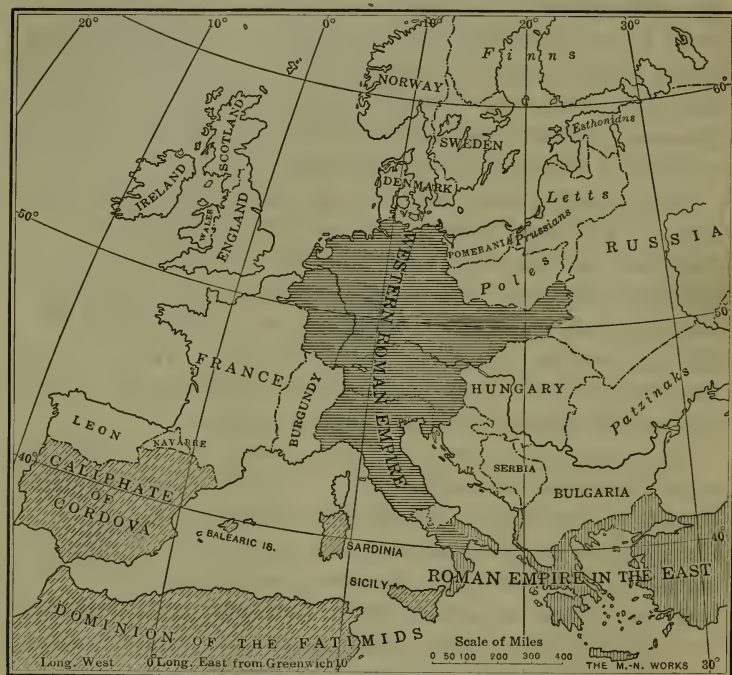 20°
10°
0°
10°
20°
30°
Finns
NORWAY
60°
SWEDEN
Esthonians
SCOTLAND
IRELAND
DENMARK
Letts
WALES
ENGLAND
50°
POMERANIA
Prussians
RUSSIA
Poles
WESTERN ROMAN EMPIRE
50
FRANCE
BURGUNDY
HUNGARY
Patzinaks
LEON
NAVARRE
SERBIA
BULGARIA
40°
CALIPHATE
OF
CORDOVA
40
BALEARIC IS.
SARDINIA
SICILY
ROMAN EMPIRE IN THE EAST
DOMINION OF THE FATIMIDS
Scale of Miles
0 50 100 200 300 400
Long. West 0° Long. East from Greenwich 10°
THE M.-N. WORKS
30°